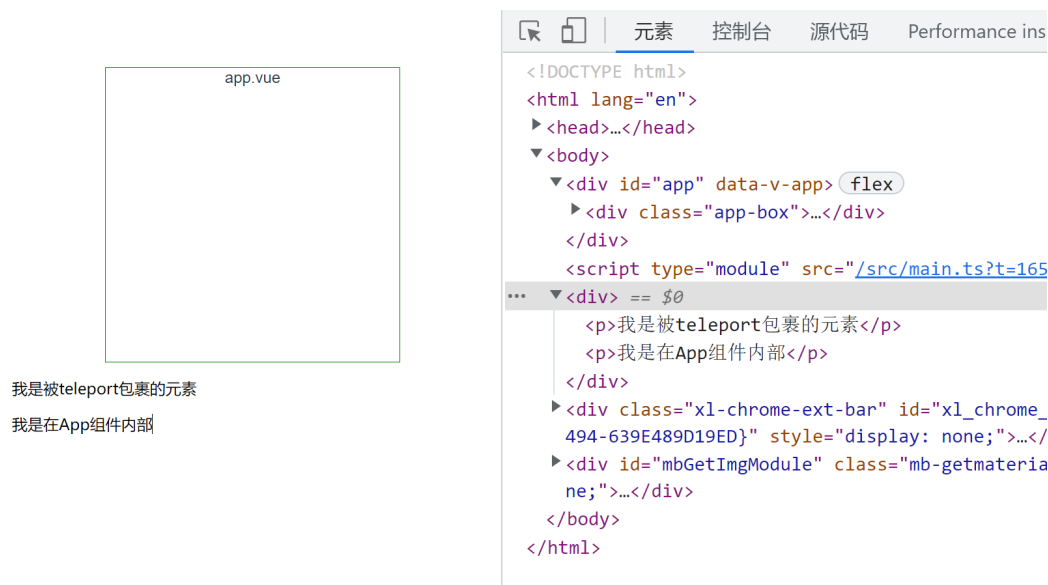 app.vue
我是被teleport包裹的元素
我是在App组件内部
元素 控制台 源代码 Performance ins
<!DOCTYPE html>
<html lang="en">
<head>…</head>
<body>
<div id="app" data-v-app> flex
<div class="app-box">…</div>
</div>
<script type="module" src="/src/main.ts?t=165
••• <div> == $0
<p>我是被teleport包裹的元素</p>
<p>我是在App组件内部</p>
</div>
<div class="xl-chrome-ext-bar" id="xl_chrome_
494-639E489D19ED}" style="display: none;">…</
<div id="mbGetImgModule" class="mb-getmateria
ne;">…</div>
</body>
</html>